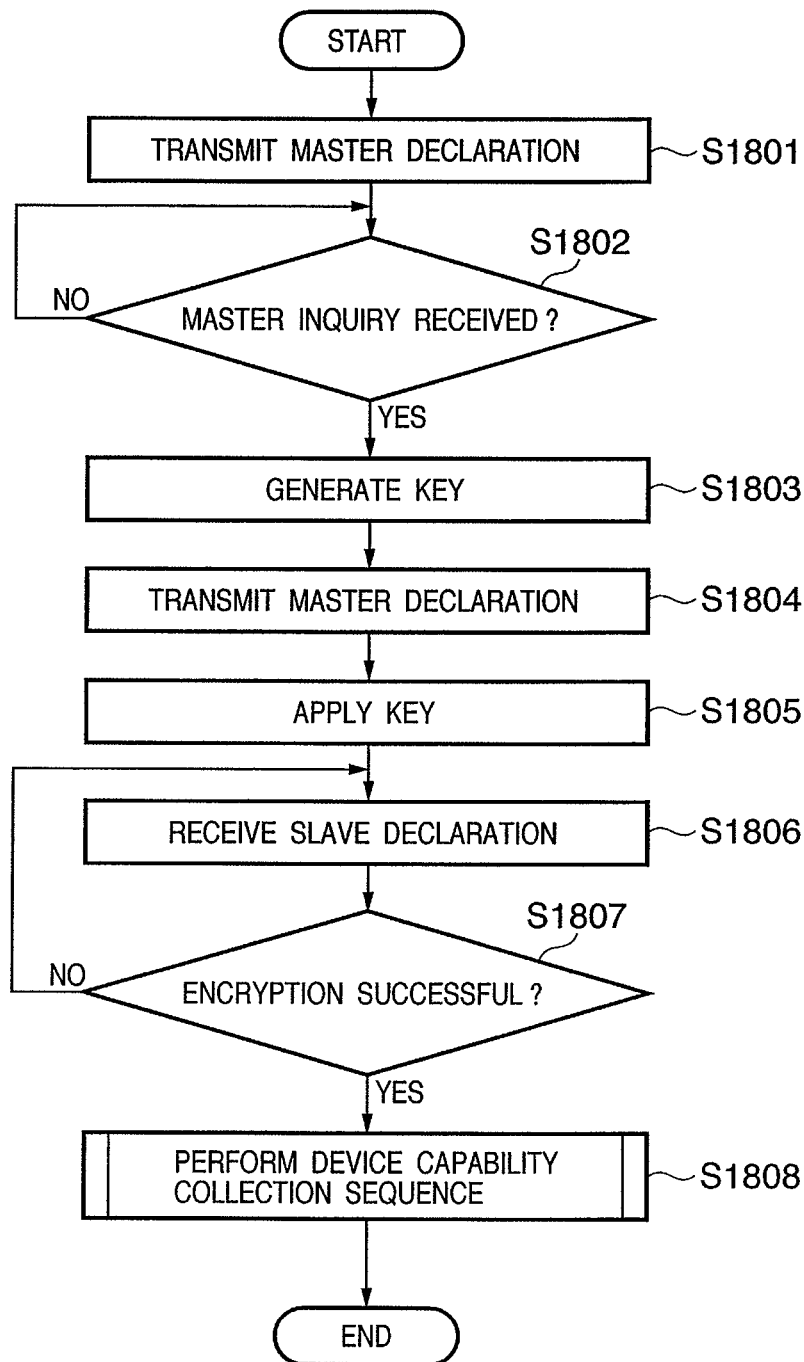 START
TRANSMIT MASTER DECLARATION
S1801
S1802
NO
MASTER INQUIRY RECEIVED ?
YES
GENERATE KEY
S1803
TRANSMIT MASTER DECLARATION
S1804
APPLY KEY
S1805
RECEIVE SLAVE DECLARATION
S1806
S1807
NO
ENCRYPTION SUCCESSFUL ?
YES
PERFORM DEVICE CAPABILITY
COLLECTION SEQUENCE
S1808
END